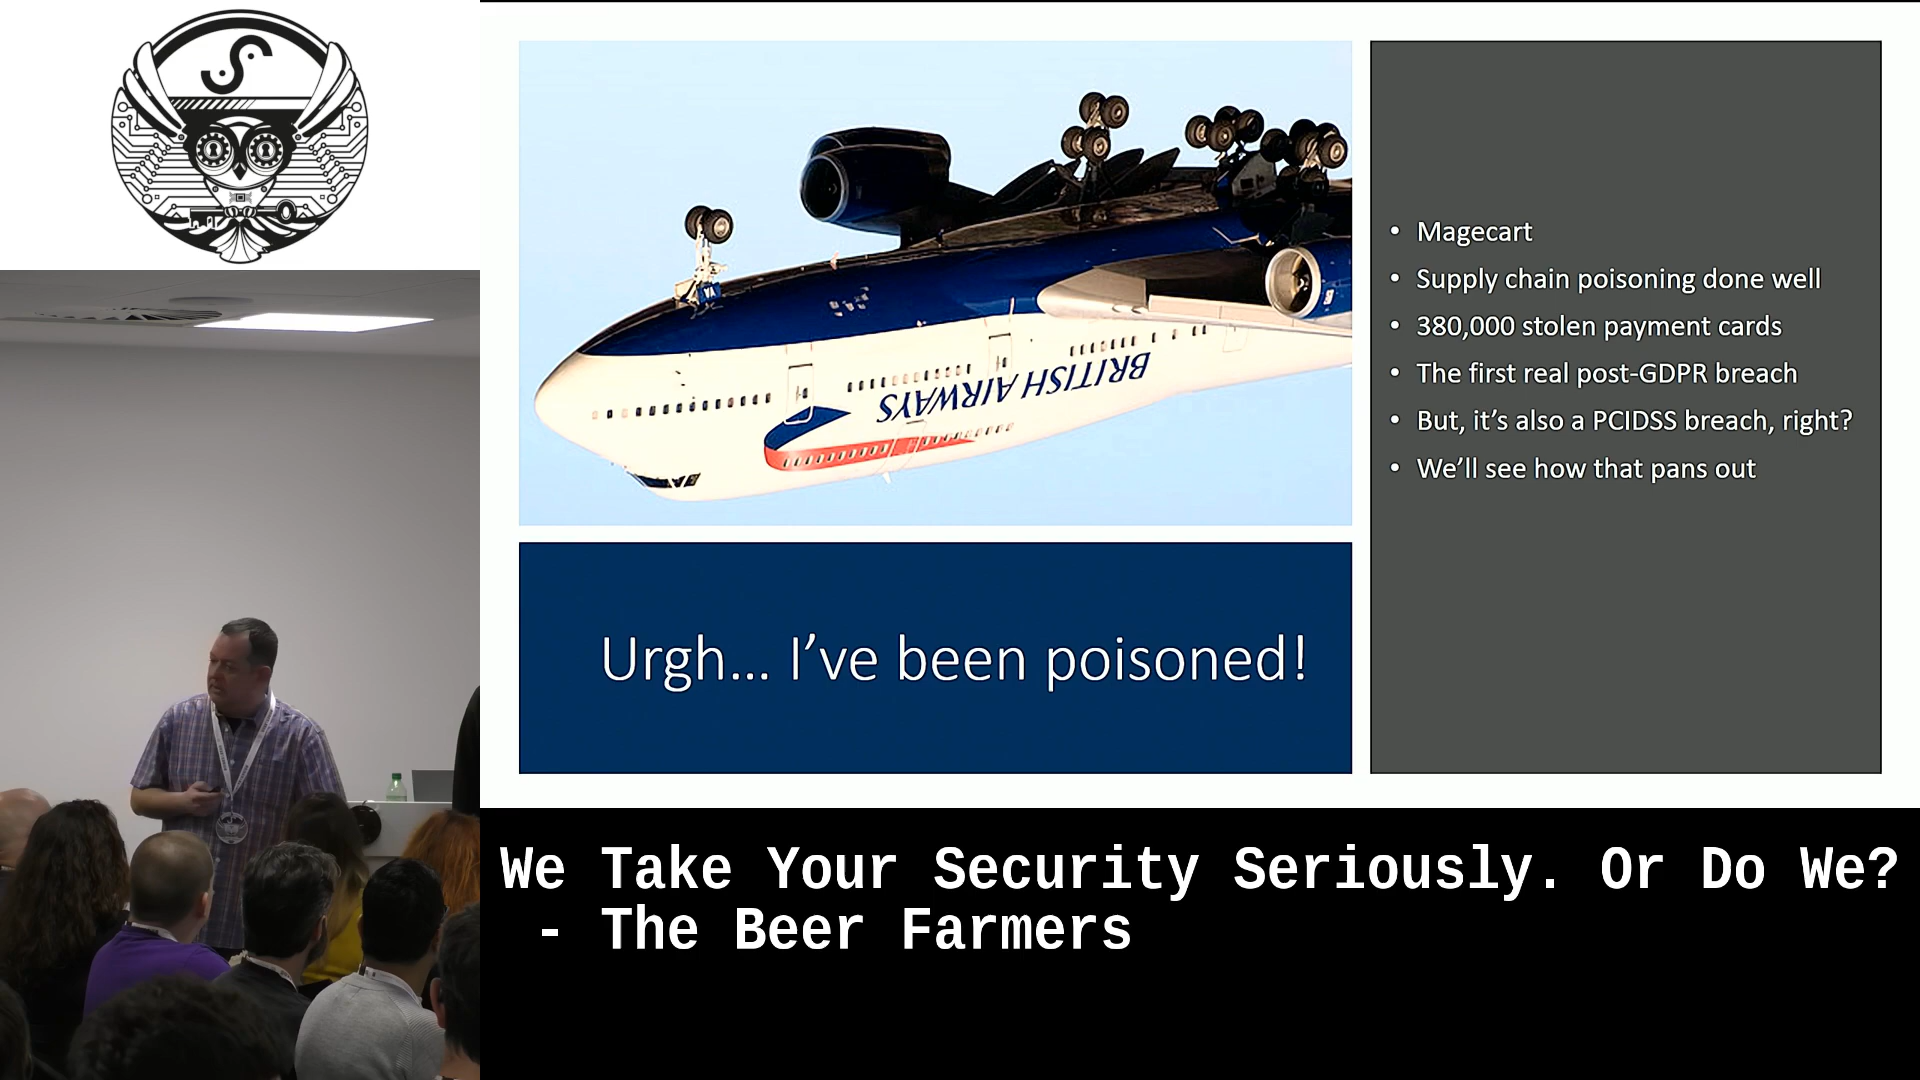 BRITISH AIRWAYS
Urgh... I've been poisoned!
• Magecart
• Supply chain poisoning done well
• 380,000 stolen payment cards
• The first real post-GDPR breach
• But, it's also a PCIDSS breach, right?
• We'll see how that pans out
We Take Your Security Seriously. Or Do We?
- The Beer Farmers